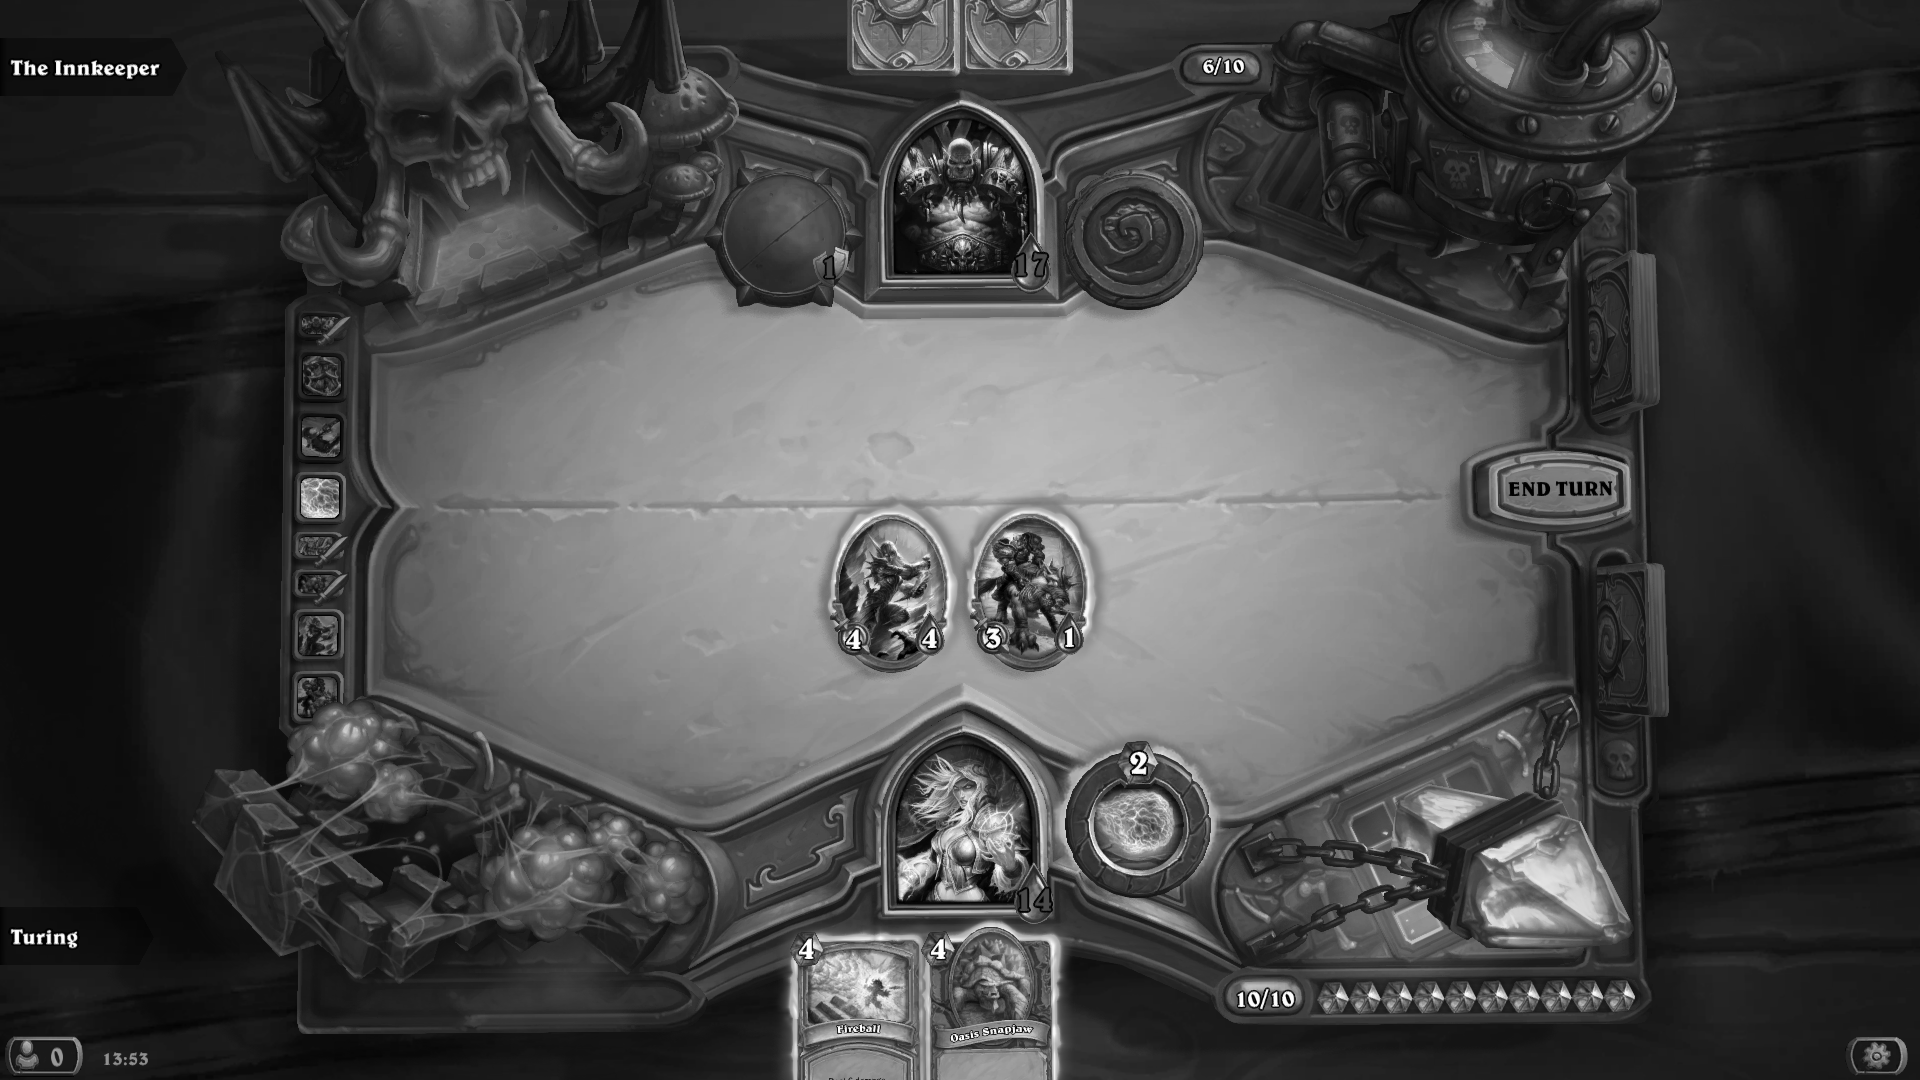 The Innkeeper
6/10
1
17
END TURN
4
4
3
1
2
14
Turing
4
4
Fireball
Oasis Snapjaw
10/10
0
13:53